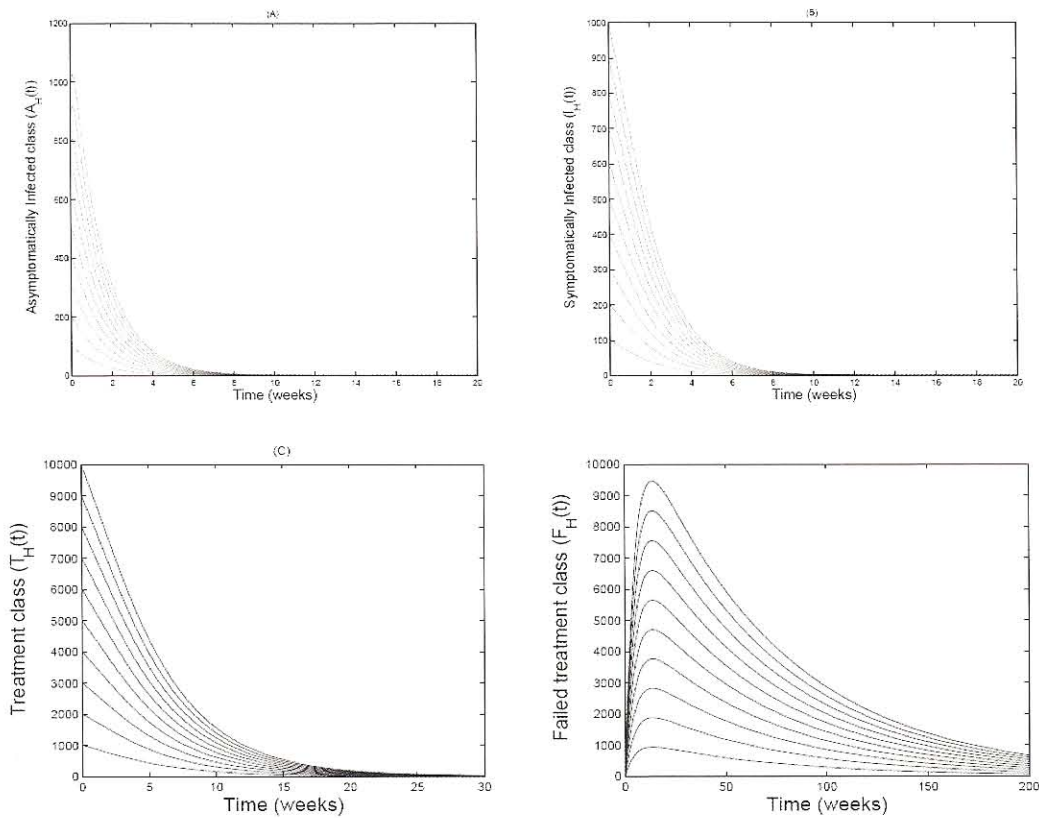 (A)
1200
1000
800
600
400
200
0
Asymptomatically Infected class (A_H(t))
0 2 4 6 8 10 12 14 16 18 20
Time (weeks)
(B)
1000
900
800
700
600
500
400
300
200
100
0
Symptomatically Infected class (I_H(t))
0 2 4 6 8 10 12 14 16 18 20
Time (weeks)
(C)
10000
9000
8000
7000
6000
5000
4000
3000
2000
1000
0
Treatment class (T_H(t))
0 5 10 15 20 25 30
Time (weeks)
10000
9000
8000
7000
6000
5000
4000
3000
2000
1000
0
Failed treatment class (F_H(t))
0 50 100 150 200
Time (weeks)